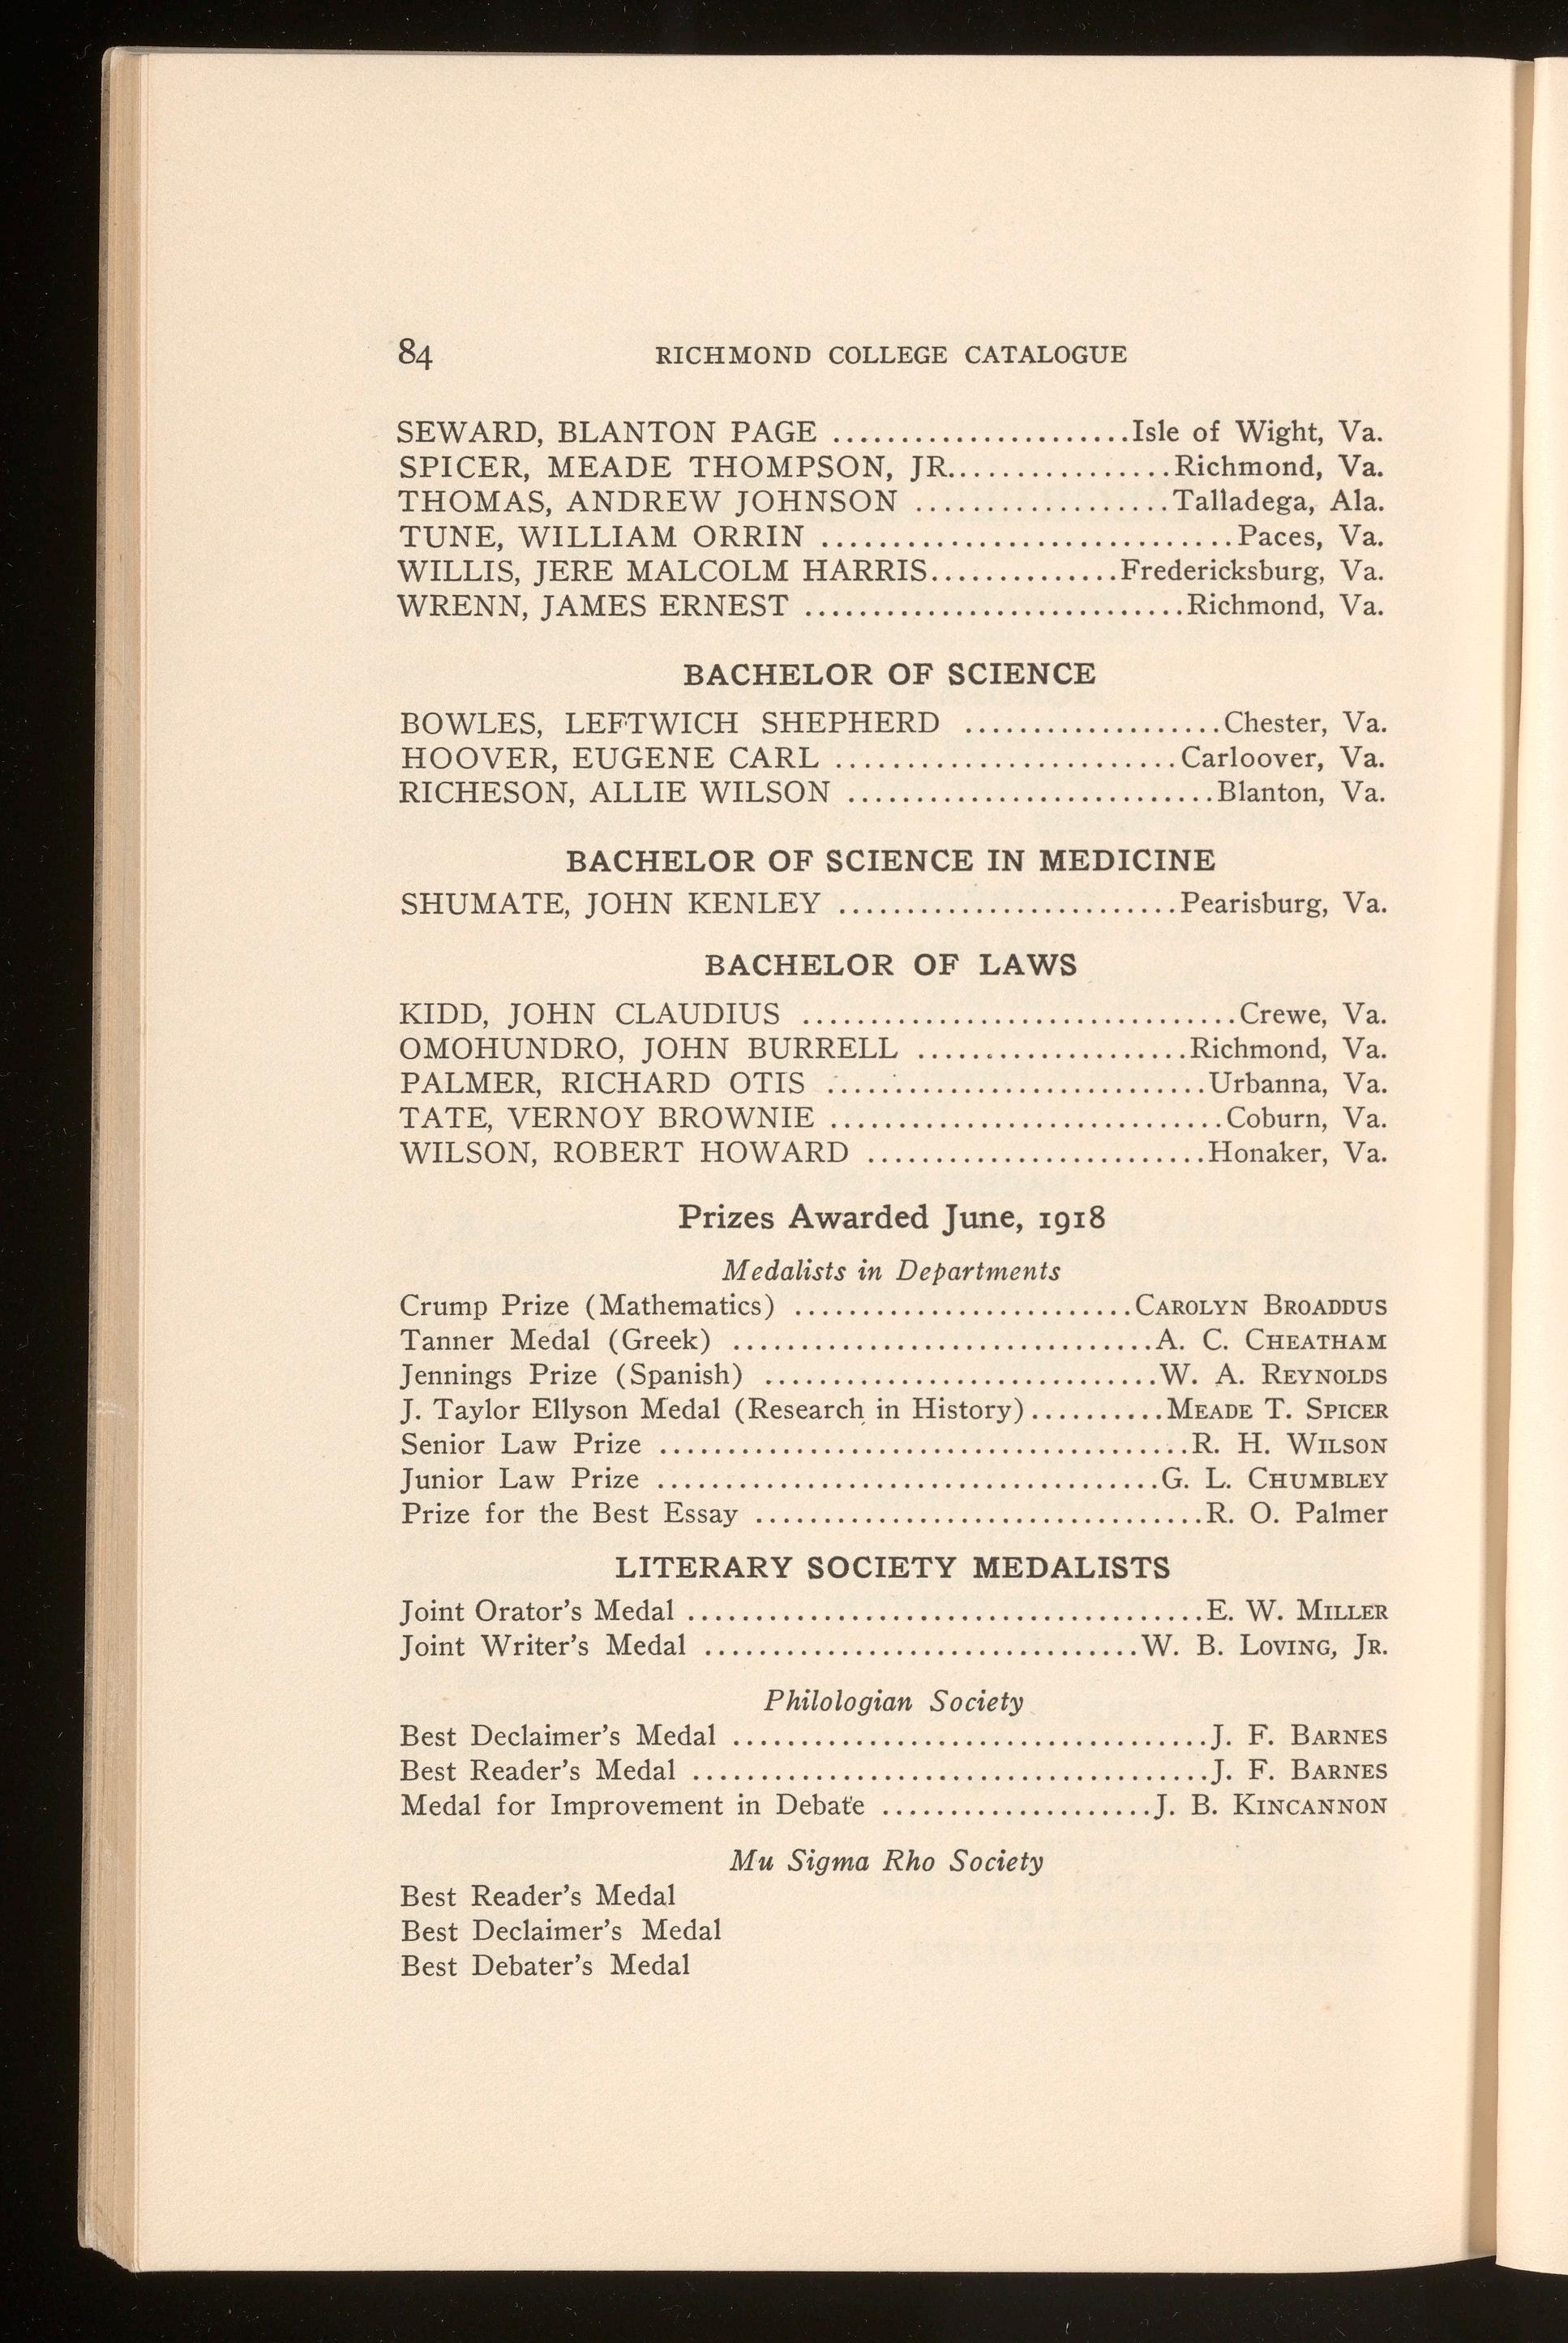 84 RICHMOND COLLEGE CATALOGUE
SEWARD, BLANTON PAGE ......................Isle of Wight, Va.
SPICER, MEADE THOMPSON, JR................Richmond, Va.
THOMAS, ANDREW JOHNSON ...................Talladega, Ala.
TUNE, WILLIAM ORRIN ..............................Paces, Va.
WILLIS, JERE MALCOLM HARRIS..............Fredericksburg, Va.
WRENN, JAMES ERNEST ............................Richmond, Va.
BACHELOR OF SCIENCE
BOWLES, LEFTWICH SHEPHERD ...................Chester, Va.
HOOVER, EUGENE CARL .........................Carloover, Va.
RICHESON, ALLIE WILSON ...........................Blanton, Va.
BACHELOR OF SCIENCE IN MEDICINE
SHUMATE, JOHN KENLEY .........................Pearisburg, Va.
BACHELOR OF LAWS
KIDD, JOHN CLAUDIUS ................................Crewe, Va.
OMOHUNDRO, JOHN BURRELL ....................Richmond, Va.
PALMER, RICHARD OTIS ............................Urbanna, Va.
TATE, VERNOY BROWNIE .............................Coburn, Va.
WILSON, ROBERT HOWARD .........................Honaker, Va.
Prizes Awarded June, 1918
Medalists in Departments
Crump Prize (Mathematics) .........................CAROLYN BROADDUS
Tanner Medal (Greek) ...............................A. C. CHEATHAM
Jennings Prize (Spanish) .............................W. A. REYNOLDS
J. Taylor Ellyson Medal (Research in History)..........MEADE T. SPICER
Senior Law Prize .......................................R. H. WILSON
Junior Law Prize .....................................G. L. CHUMBLEY
Prize for the Best Essay .................................R. O. Palmer
LITERARY SOCIETY MEDALISTS
Joint Orator's Medal ......................................E. W. MILLER
Joint Writer's Medal ................................W. B. LOVING, JR.
Philologian Society
Best Declaimer's Medal ...................................J. F. BARNES
Best Reader's Medal ......................................J. F. BARNES
Medal for Improvement in Debate ....................J. B. KINCANNON
Mu Sigma Rho Society
Best Reader's Medal
Best Declaimer's Medal
Best Debater's Medal